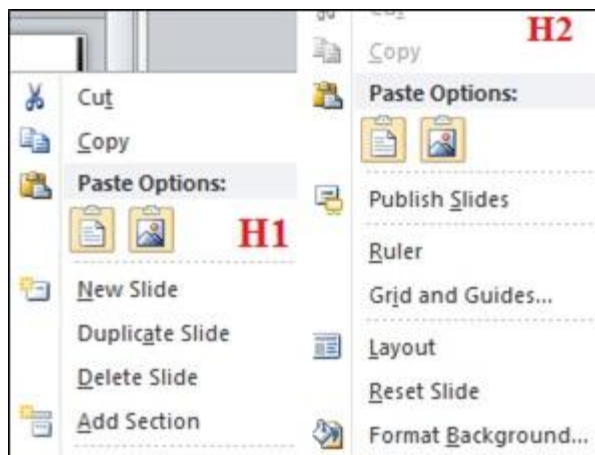 Cut
Copy
Paste Options:
H1
New Slide
Duplicate Slide
Delete Slide
Add Section
H2
Copy
Paste Options:
Publish Slides
Ruler
Grid and Guides...
Layout
Reset Slide
Format Background...